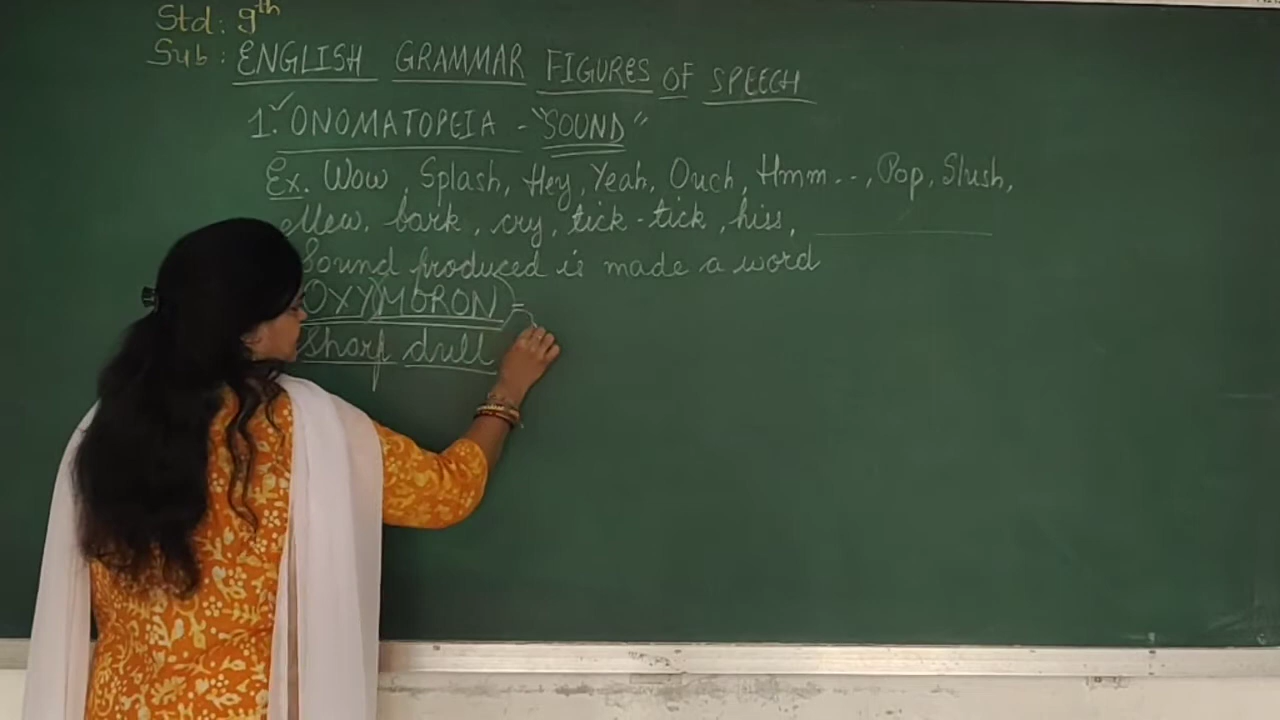 Std: 9th
Sub: ENGLISH GRAMMAR FIGURES OF SPEECH
1. ONOMATOPEIA - "SOUND"
Ex. Wow, Splash, Hey, Yeah, Ouch, Hmm.., Pop, Slush,
Mew, bark, cry, tick-tick, hiss,
Sound produced is made a word
OXYMORON -
Sharp dull